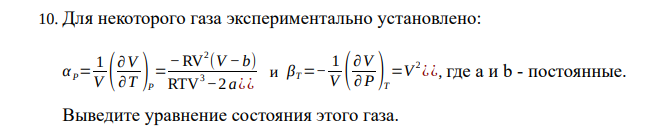 10. Для некоторого газа экспериментально установлено:
α_P = 1/V (∂V/∂T)_P = −RV²(V−b) / RTV³−2a¿¿ и β_T = −1/V (∂V/∂P)_T = V²¿¿, где a и b - постоянные.
Выведите уравнение состояния этого газа.